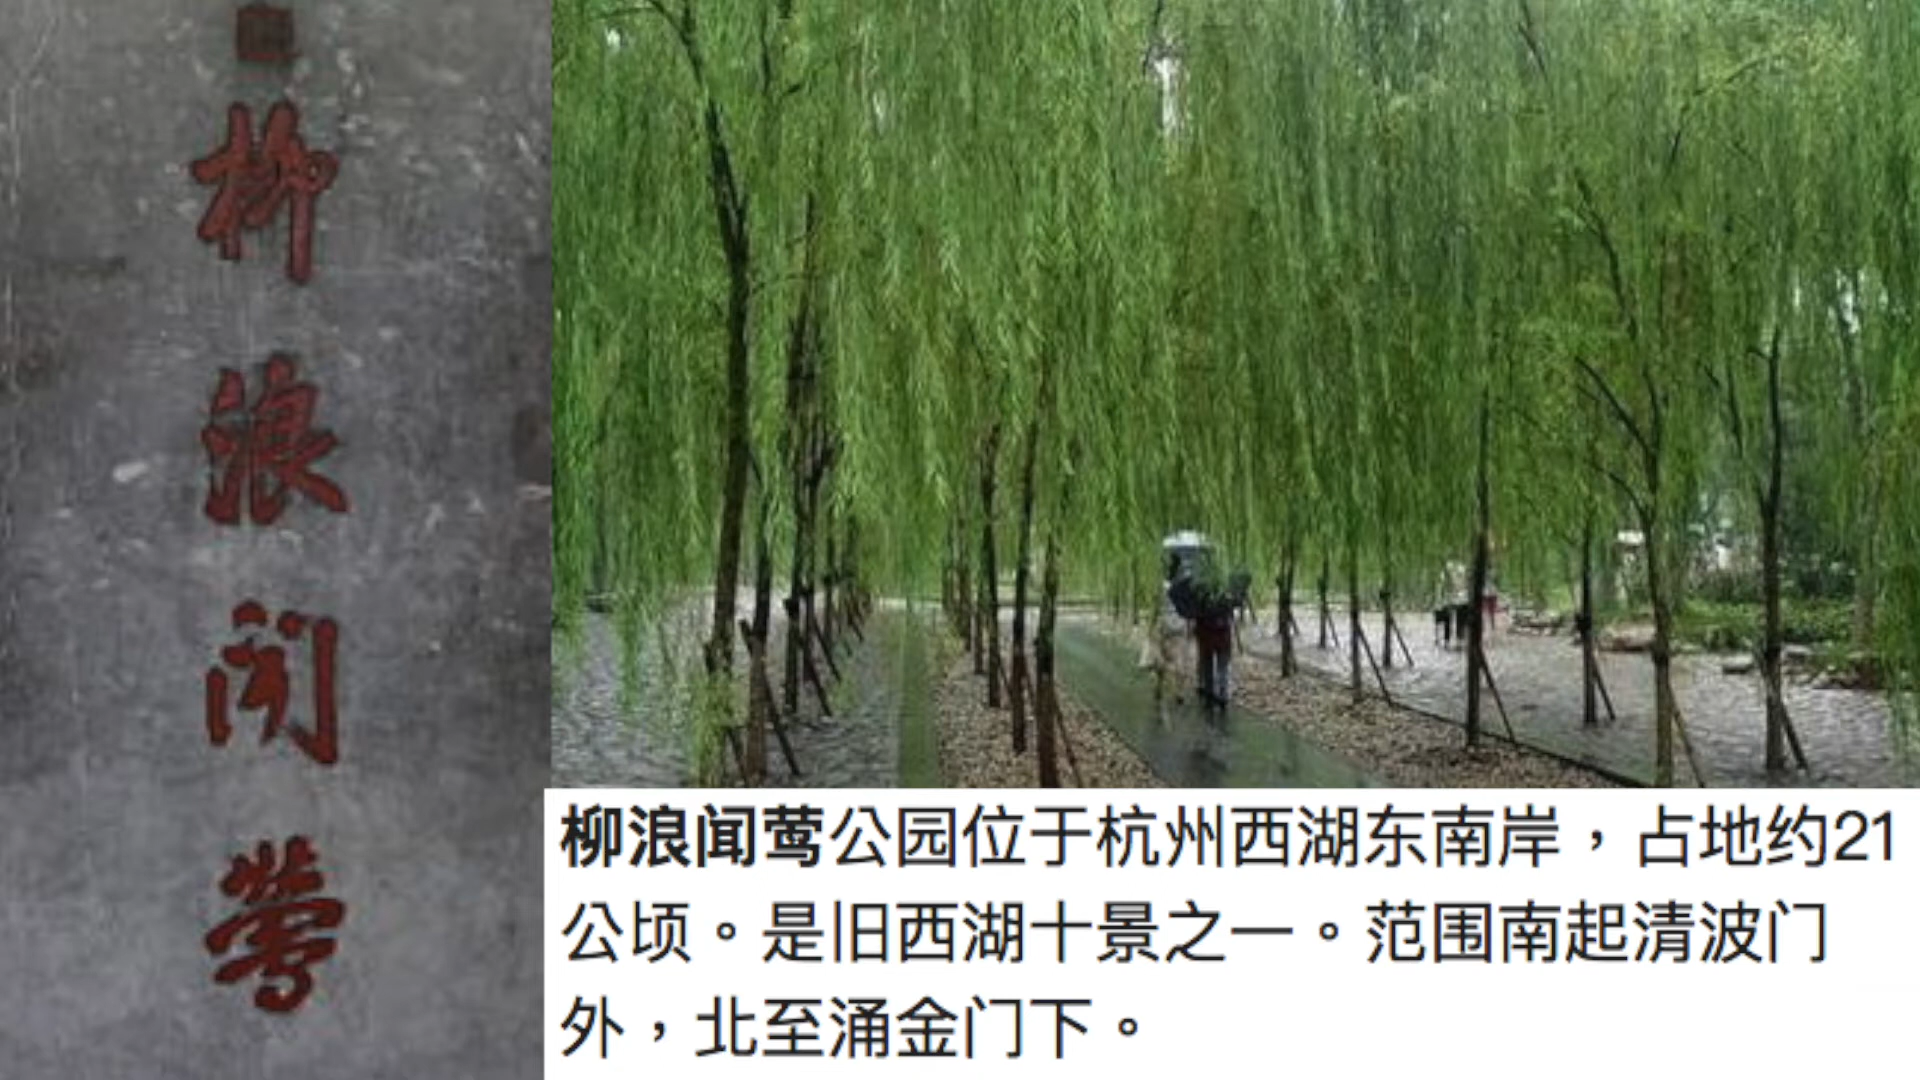 柳浪闻莺
柳浪闻莺公园位于杭州西湖东南岸，占地约21
公顷。是旧西湖十景之一。范围南起清波门
外，北至涌金门下。